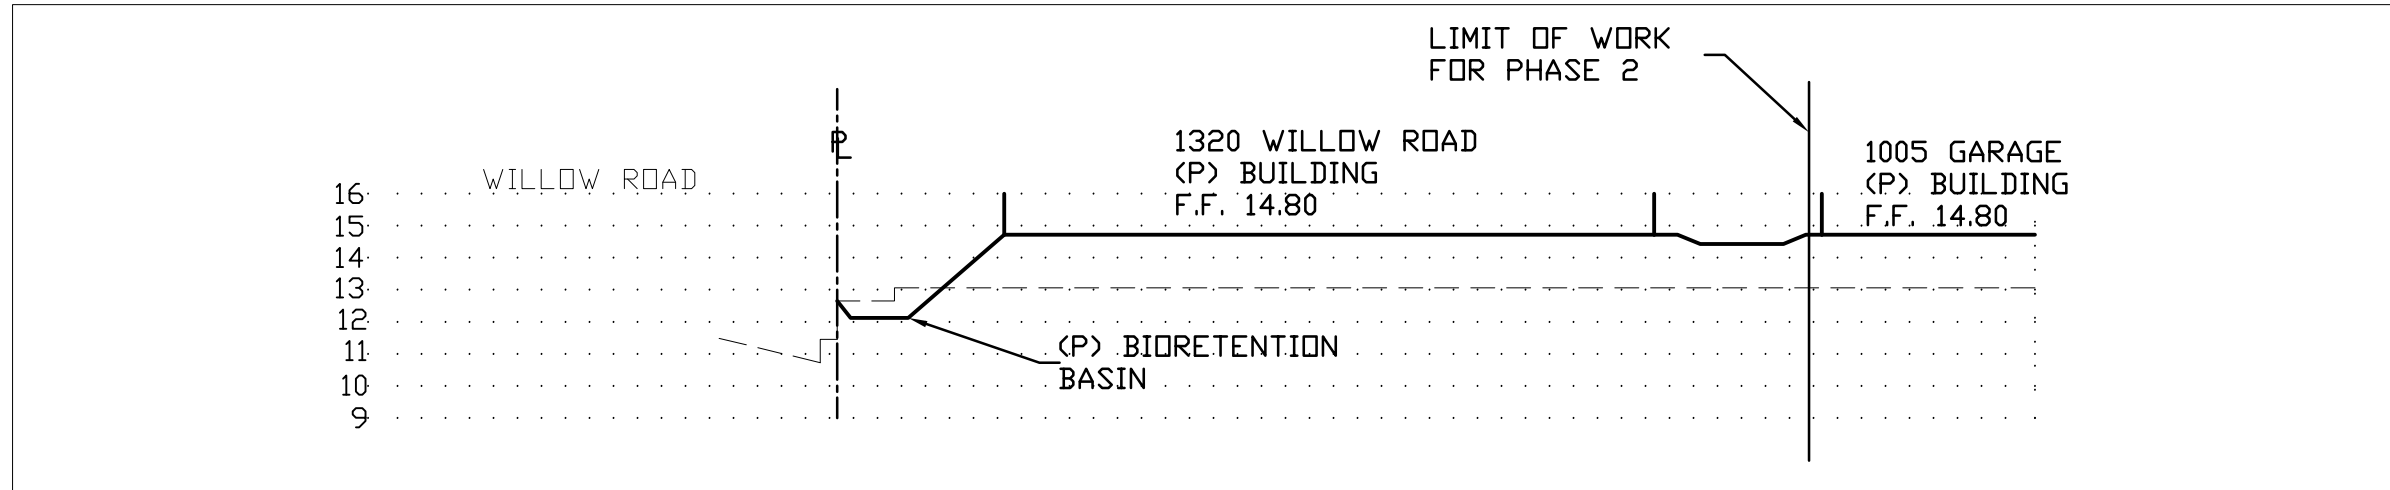 LIMIT OF WORK
FOR PHASE 2
PL
1320 WILLOW ROAD
(P) BUILDING
F.F. 14.80
1005 GARAGE
(P) BUILDING
F.F. 14.80
WILLOW ROAD
16
15
14
13
12
11
10
9
(P) BIORETENTION
BASIN